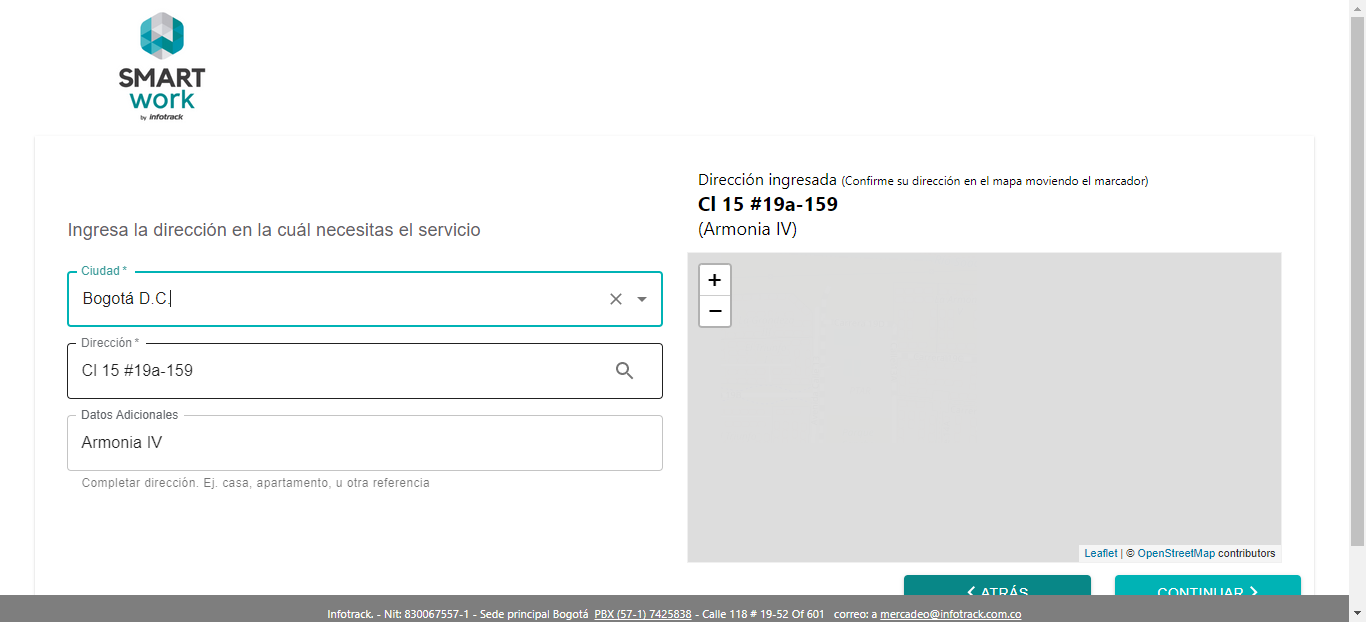 SMART
work
by infotrack
Ingresa la dirección en la cuál necesitas el servicio
Ciudad *
Bogotá D.C.
Dirección *
Cl 15 #19a-159
Datos Adicionales
Armonia IV
Completar direcciòn. Ej. casa, apartamento, u otra referencia
Dirección ingresada (Confirme su dirección en el mapa moviendo el marcador)
Cl 15 #19a-159
(Armonia IV)
+
−
Leaflet | © OpenStreetMap contributors
ATRÁS
CONTINUAR
Infotrack. - Nit: 830067557-1 - Sede principal Bogotá PBX (57-1) 7425838 - Calle 118 # 19-52 Of 601 correo: a mercadeo@infotrack.com.co